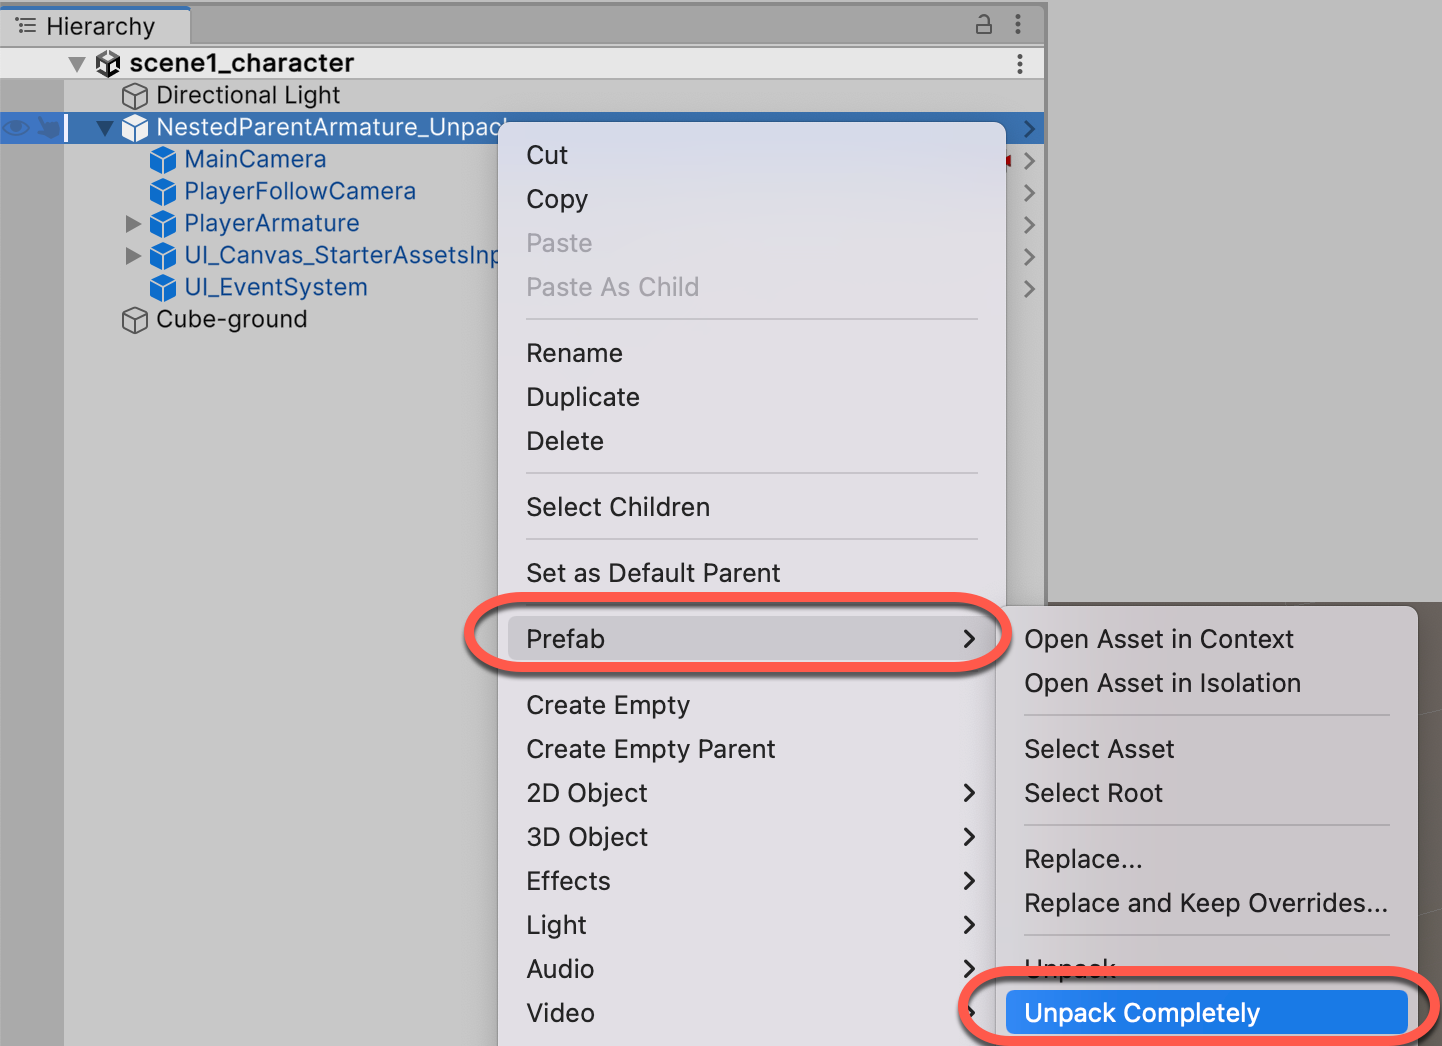 Hierarchy
scene1_character
Directional Light
NestedParentArmature_Unpack
MainCamera
PlayerFollowCamera
PlayerArmature
UI_Canvas_StarterAssetsInp
UI_EventSystem
Cube-ground
Cut
Copy
Paste
Paste As Child
Rename
Duplicate
Delete
Select Children
Set as Default Parent
Prefab
Create Empty
Create Empty Parent
2D Object
3D Object
Effects
Light
Audio
Video
Open Asset in Context
Open Asset in Isolation
Select Asset
Select Root
Replace...
Replace and Keep Overrides...
Unpack
Unpack Completely